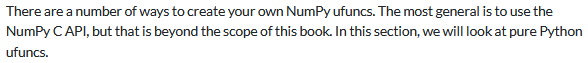 There are a number of ways to create your own NumPy ufuncs. The most general is to use the
NumPy C API, but that is beyond the scope of this book. In this section, we will look at pure Python
ufuncs.